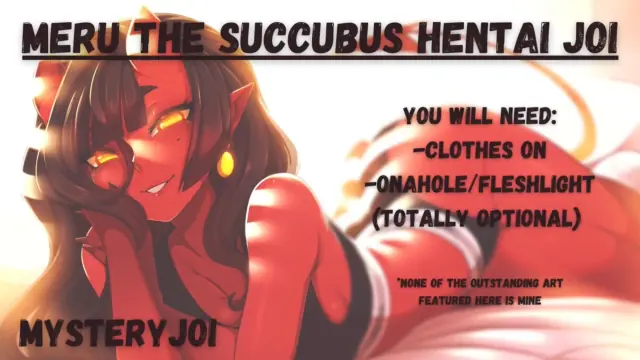 MERU THE SUCCUBUS HENTAI JOI
YOU WILL NEED:
-CLOTHES ON
-ONAHOLE/FLESHLIGHT
(TOTALLY OPTIONAL)
*NONE OF THE OUTSTANDING ART
FEATURED HERE IS MINE
MYSTERYJOI